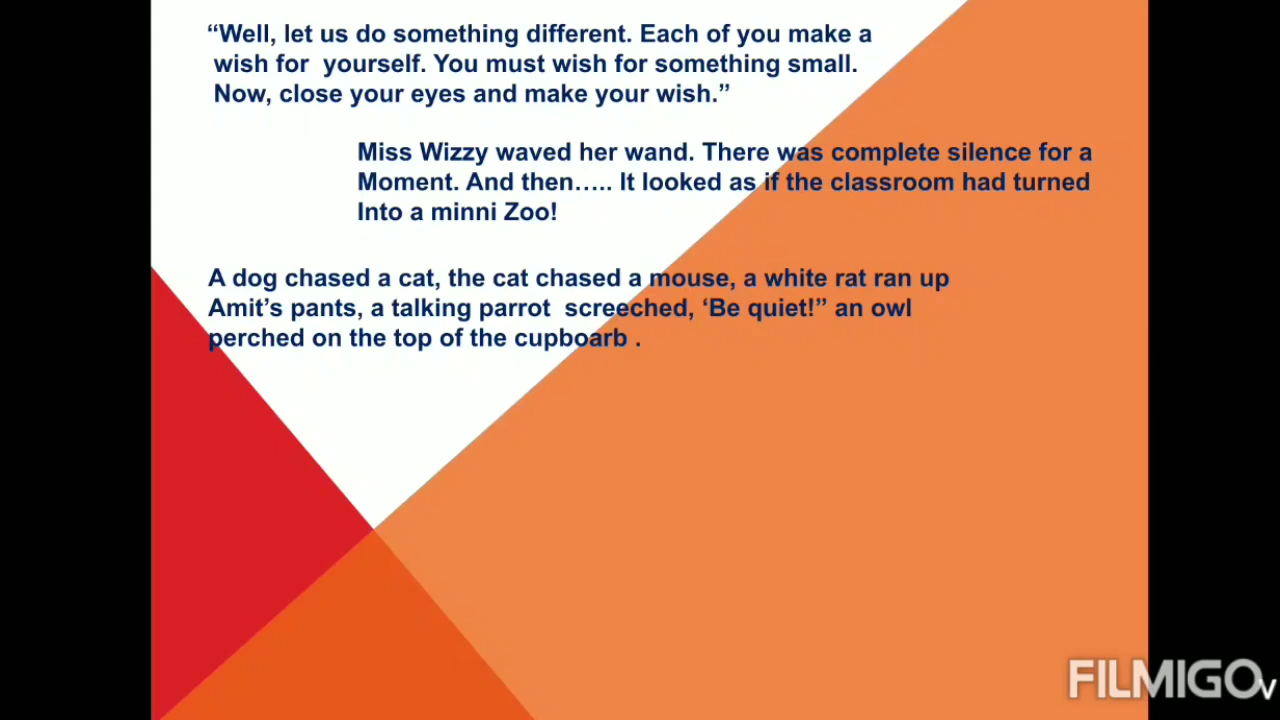 “Well, let us do something different. Each of you make a
wish for  yourself. You must wish for something small.
Now, close your eyes and make your wish.”
Miss Wizzy waved her wand. There was complete silence for a
Moment. And then….. It looked as if the classroom had turned
Into a minni Zoo!
A dog chased a cat, the cat chased a mouse, a white rat ran up
Amit’s pants, a talking parrot  screeched, ‘Be quiet!” an owl
perched on the top of the cupboarb .
FILMIGO
V